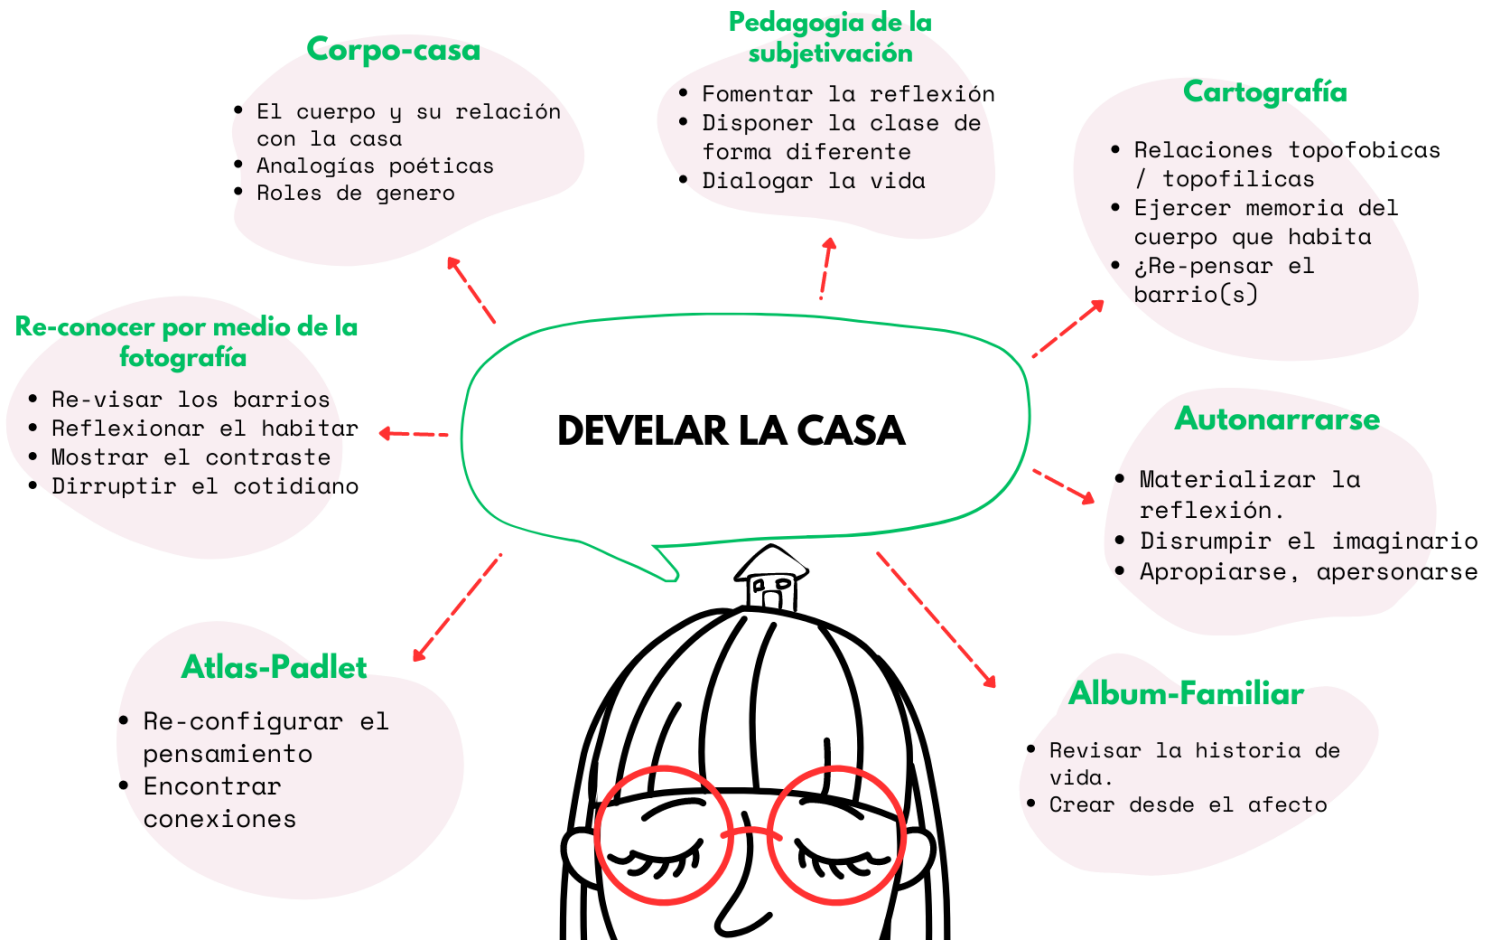 Corpo-casa
El cuerpo y su relación
con la casa
Analogías poéticas
Roles de genero
Pedagogia de la
subjetivación
Fomentar la reflexión
Disponer la clase de
forma diferente
Dialogar la vida
Cartografía
Relaciones topofobicas
/ topofilicas
Ejercer memoria del
cuerpo que habita
¿Re-pensar el
barrio(s)
Re-conocer por medio de la
fotografía
Re-visar los barrios
Reflexionar el habitar
Mostrar el contraste
Dirruptir el cotidiano
DEVELAR LA CASA
Autonarrarse
Materializar la
reflexión.
Disrumpir el imaginario
Apropiarse, apersonarse
Atlas-Padlet
Re-configurar el
pensamiento
Encontrar
conexiones
Album-Familiar
Revisar la historia de
vida.
Crear desde el afecto